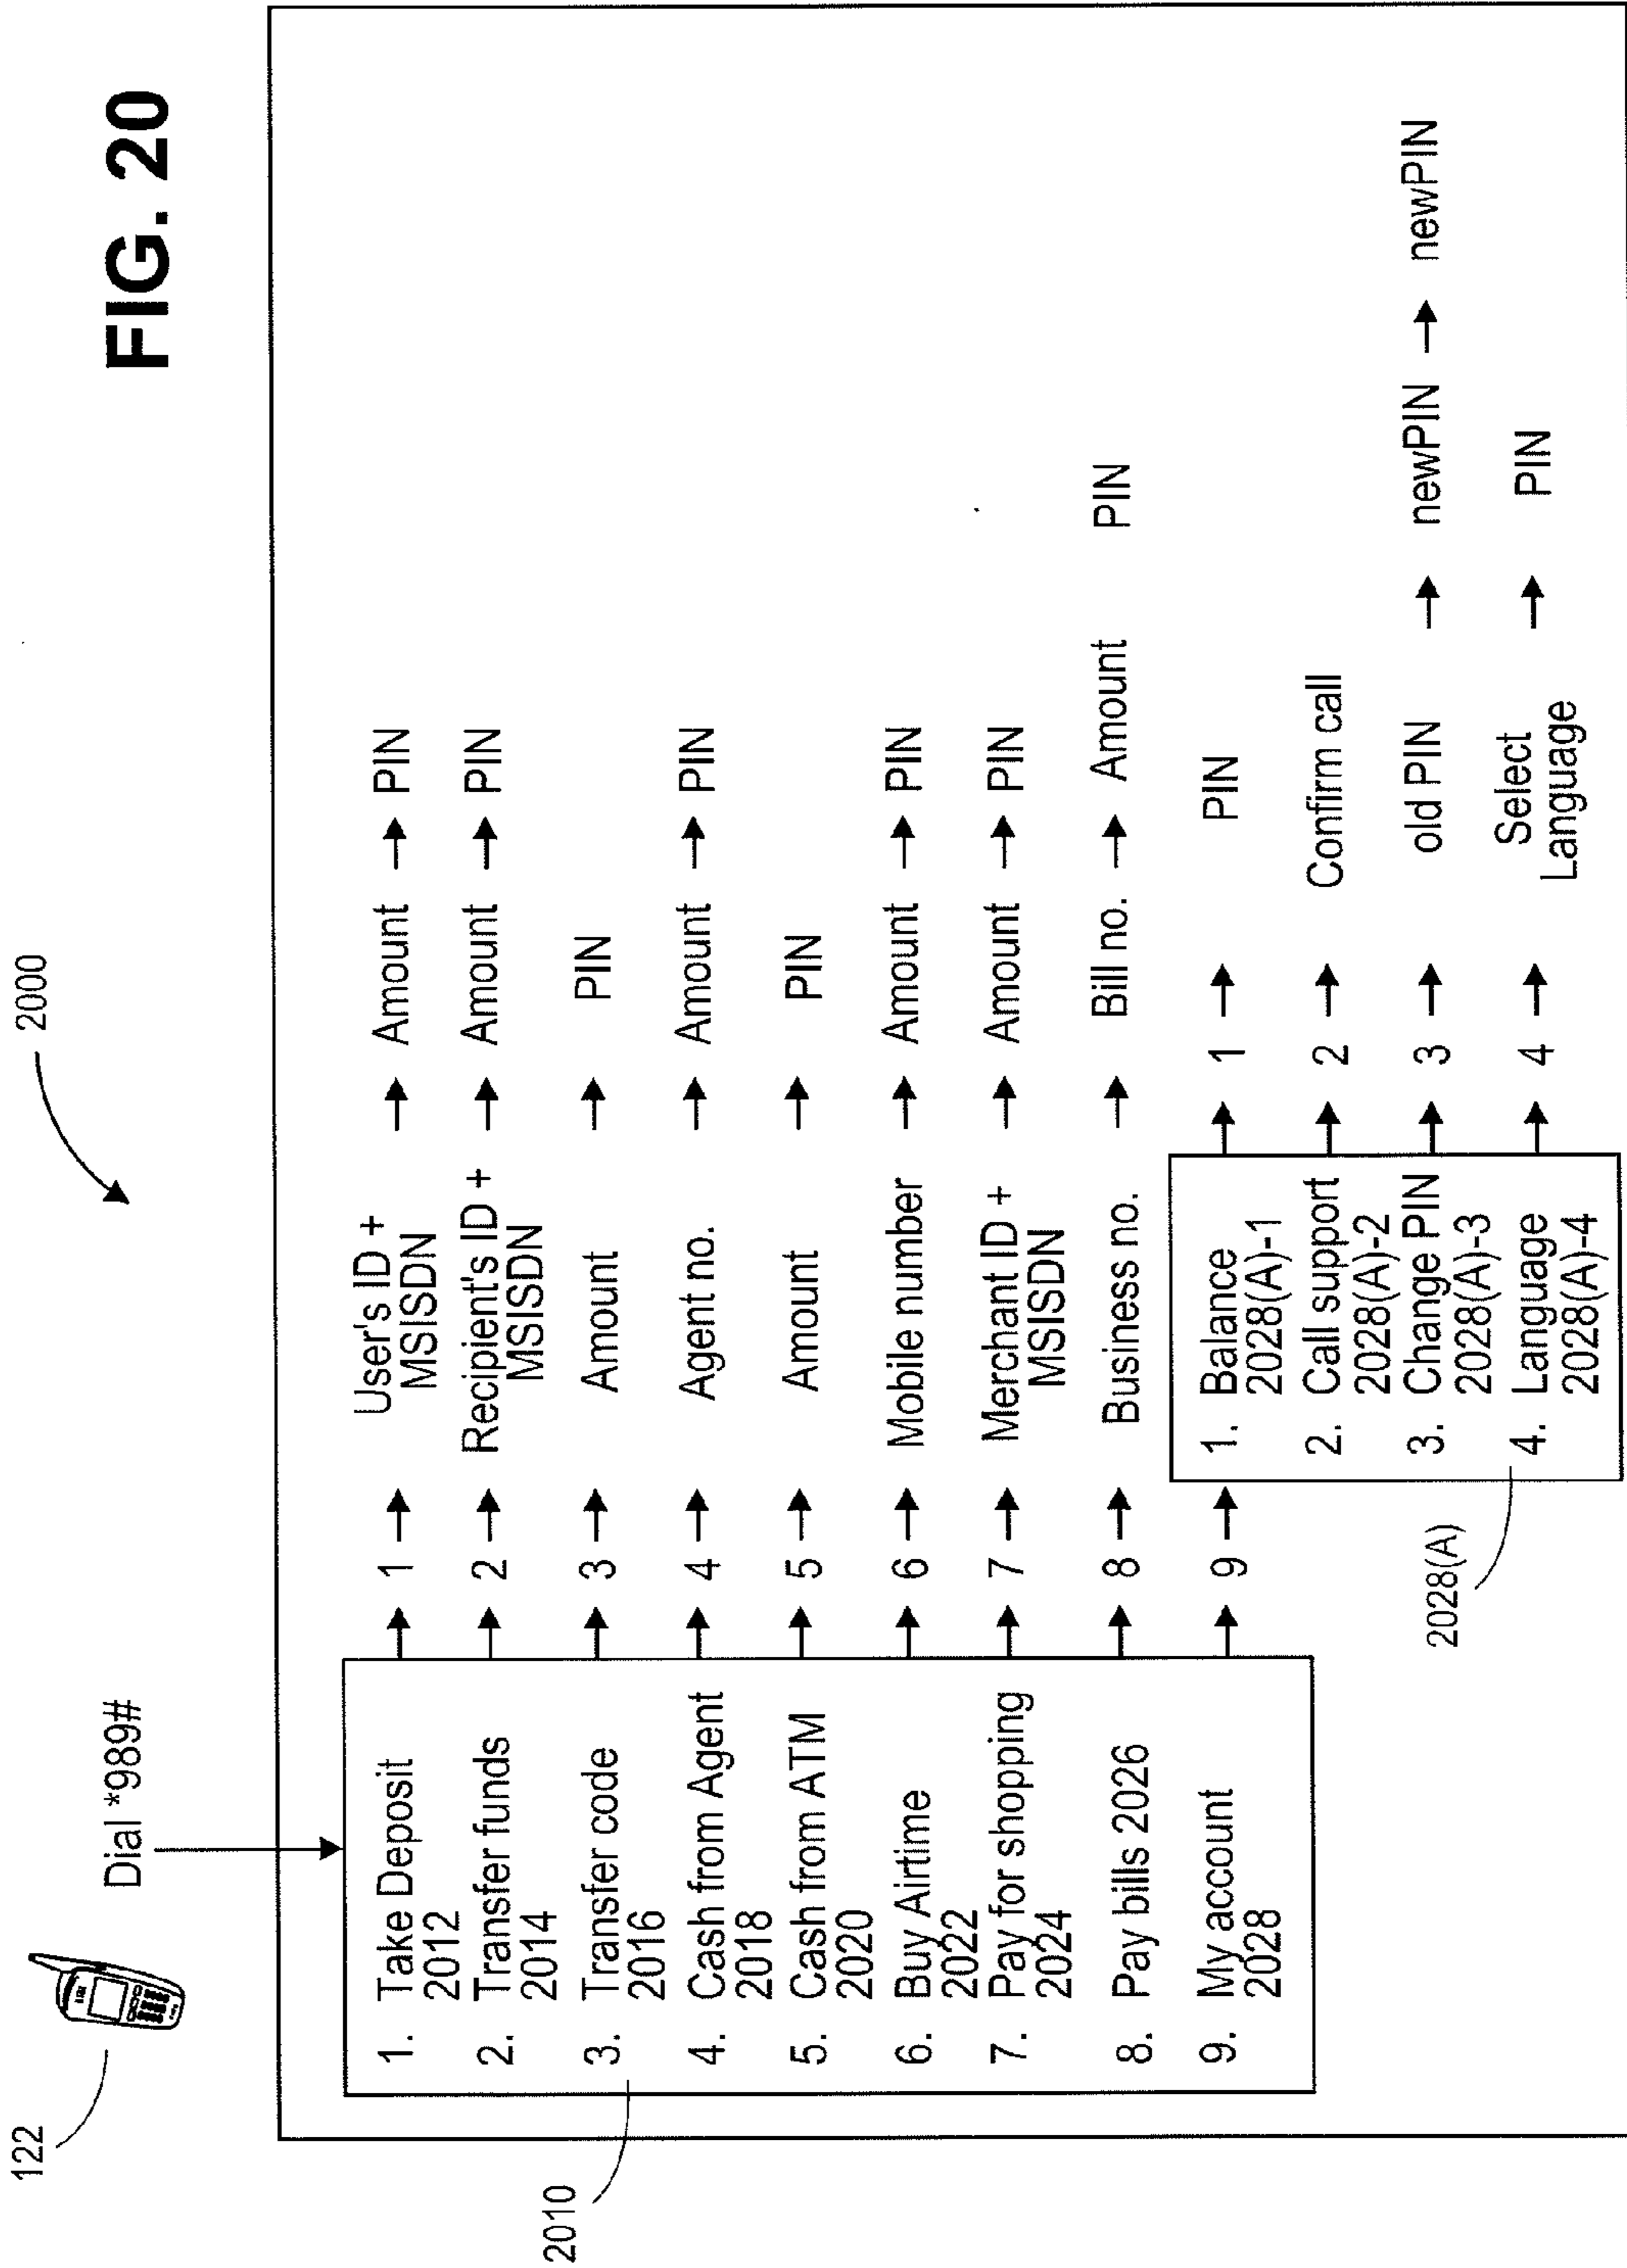 FIG. 20
2000
122
Dial *989#
2010
1. Take Deposit
2012
1
User's ID +
MSISDN
Amount
PIN
2. Transfer funds
2014
2
Recipient's ID +
MSISDN
Amount
PIN
3. Transfer code
2016
3
Amount
PIN
4. Cash from Agent
2018
4
Agent no.
Amount
PIN
5. Cash from ATM
2020
5
Amount
PIN
6. Buy Airtime
2022
6
Mobile number
Amount
PIN
7. Pay for shopping
2024
7
Merchant ID +
MSISDN
Amount
PIN
8. Pay bills 2026
8
Business no.
Bill no.
Amount
PIN
9. My account
2028
9
2028(A)
1. Balance
2028(A)-1
1
PIN
2. Call support
2028(A)-2
2
Confirm call
3. Change PIN
2028(A)-3
3
old PIN
newPIN
newPIN
4. Language
2028(A)-4
4
Select
Language
PIN